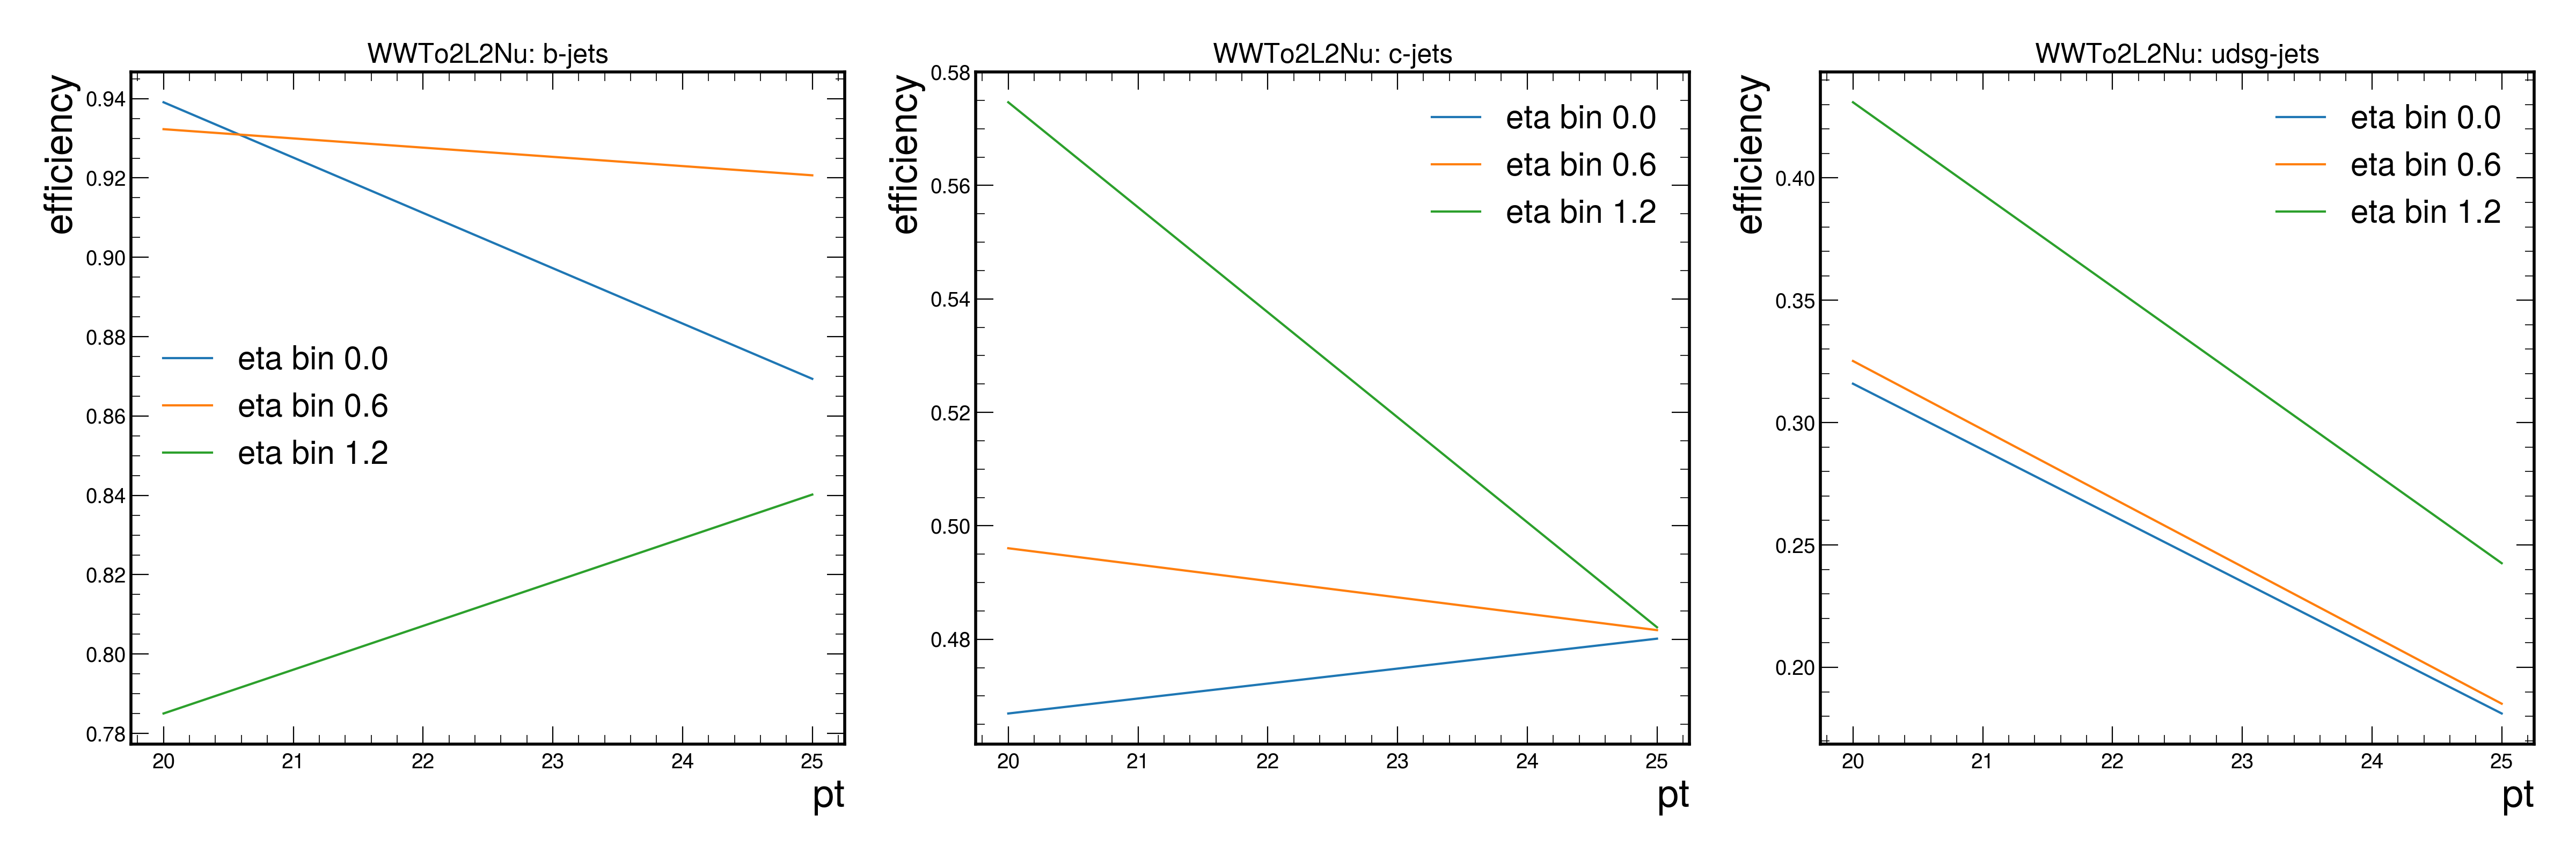 WWTo2L2Nu: b-jets
efficiency
0.94
0.92
0.90
0.88
0.86
0.84
0.82
0.80
0.78
eta bin 0.0
eta bin 0.6
eta bin 1.2
20 21 22 23 24 25
pt
WWTo2L2Nu: c-jets
efficiency
0.58
0.56
0.54
0.52
0.50
0.48
eta bin 0.0
eta bin 0.6
eta bin 1.2
20 21 22 23 24 25
pt
WWTo2L2Nu: udsg-jets
efficiency
0.40
0.35
0.30
0.25
0.20
eta bin 0.0
eta bin 0.6
eta bin 1.2
20 21 22 23 24 25
pt